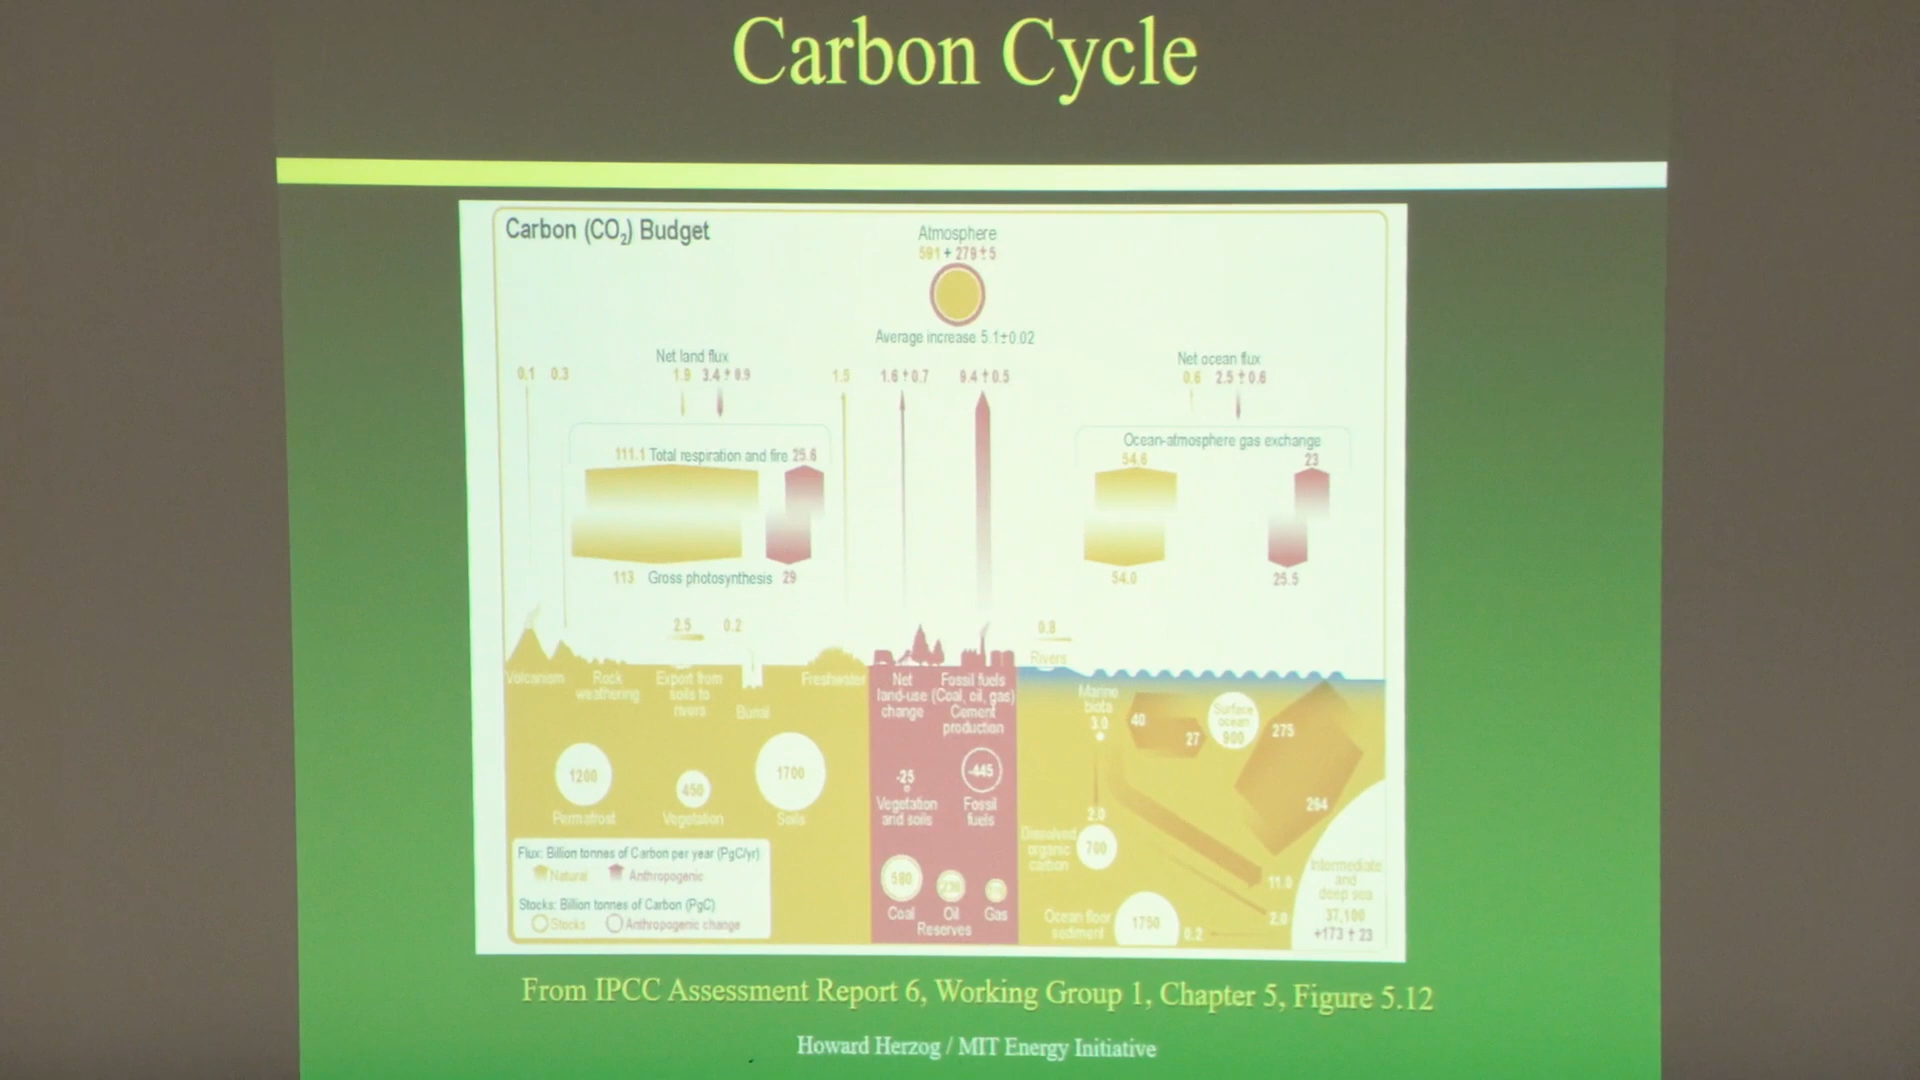 Carbon Cycle
Carbon (CO₂) Budget
Atmosphere
591 + 279±5
Average increase 5.1±0.02
Net land flux
1.9 3.4 ± 0.9
0.1 0.3
1.5
1.6 ± 0.7
9.4 ± 0.5
Net ocean flux
0.6 2.5 ± 0.6
111.1 Total respiration and fire 25.6
113 Gross photosynthesis 29
Ocean-atmosphere gas exchange
54.6 23
54.0 25.5
2.5 0.2
0.8
Rivers
Volcanism
Rock
weathering
Export from
soils to
rivers
Burial
Freshwater
Net
land-use
change
Fossil fuels
(Coal, oil, gas)
Cement
production
1200
Permafrost
450
Vegetation
1700
Soils
-25
Vegetation
and soils
-445
Fossil
fuels
560
Coal
Oil
Gas
Reserves
Marine
biota
3.0
40
27
Surface
ocean
900
275
264
2.0
Dissolved
organic
carbon
700
11.0
2.0
Ocean floor
sediment
1750
0.2
Intermediate
and
deep sea
37,100
+173 ± 23
Flux: Billion tonnes of Carbon per year (PgC/yr)
Natural Anthropogenic
Stocks: Billion tonnes of Carbon (PgC)
Stocks Anthropogenic change
From IPCC Assessment Report 6, Working Group 1, Chapter 5, Figure 5.12
Howard Herzog / MIT Energy Initiative